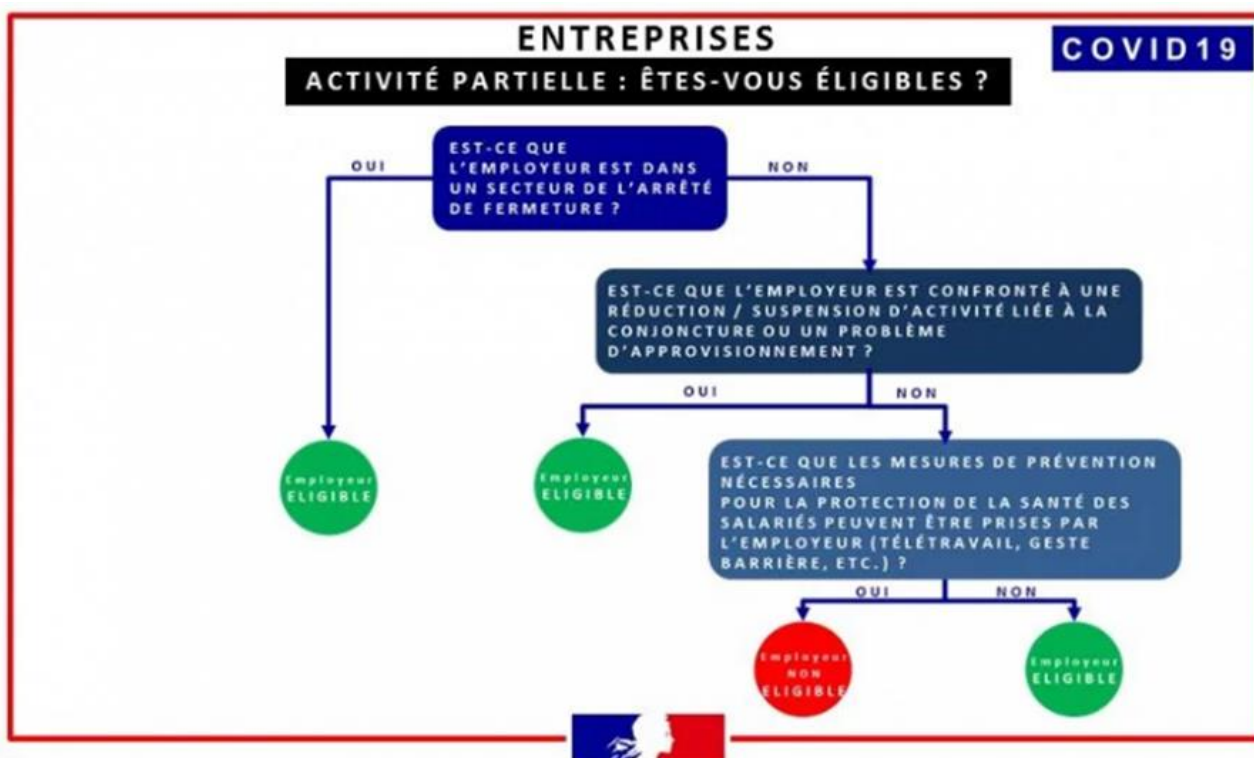 ENTREPRISES
COVID19
ACTIVITÉ PARTIELLE : ÊTES-VOUS ÉLIGIBLES ?
EST-CE QUE
L'EMPLOYEUR EST DANS
UN SECTEUR DE L'ARRÊTÉ
DE FERMETURE ?
OUI
NON
EST-CE QUE L'EMPLOYEUR EST CONFRONTÉ À UNE
RÉDUCTION / SUSPENSION D'ACTIVITÉ LIÉE À LA
CONJONCTURE OU UN PROBLÈME
D'APPROVISIONNEMENT ?
OUI
NON
Employeur
ELIGIBLE
Employeur
ELIGIBLE
EST-CE QUE LES MESURES DE PRÉVENTION
NÉCESSAIRES
POUR LA PROTECTION DE LA SANTÉ DES
SALARIÉS PEUVENT ÊTRE PRISES PAR
L'EMPLOYEUR (TÉLÉTRAVAIL, GESTE
BARRIÈRE, ETC.) ?
OUI
NON
Employeur
NON
ELIGIBLE
Employeur
ELIGIBLE